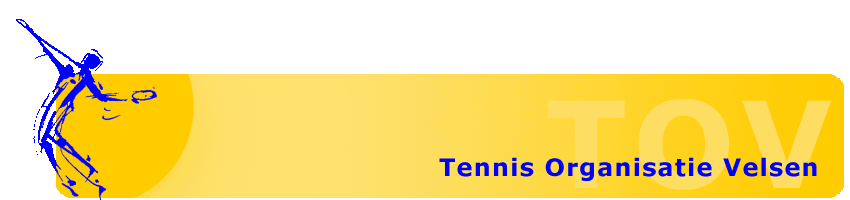 TOV
Tennis Organisatie Velsen